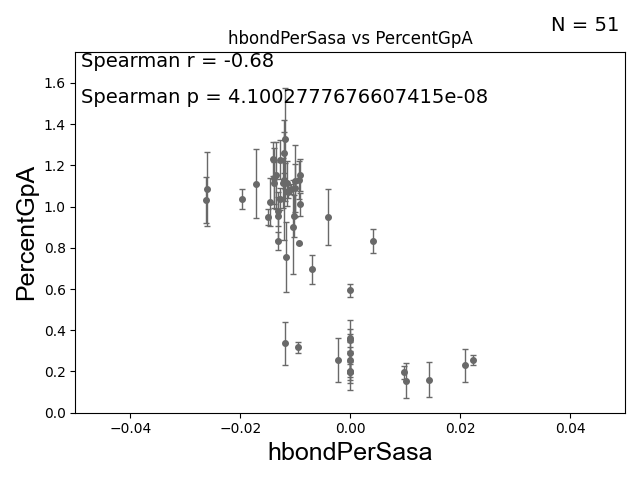 N = 51
hbondPerSasa vs PercentGpA
Spearman r = -0.68
Spearman p = 4.1002777676607415e-08
PercentGpA
1.6
1.4
1.2
1.0
0.8
0.6
0.4
0.2
0.0
−0.04 −0.02 0.00 0.02 0.04
hbondPerSasa